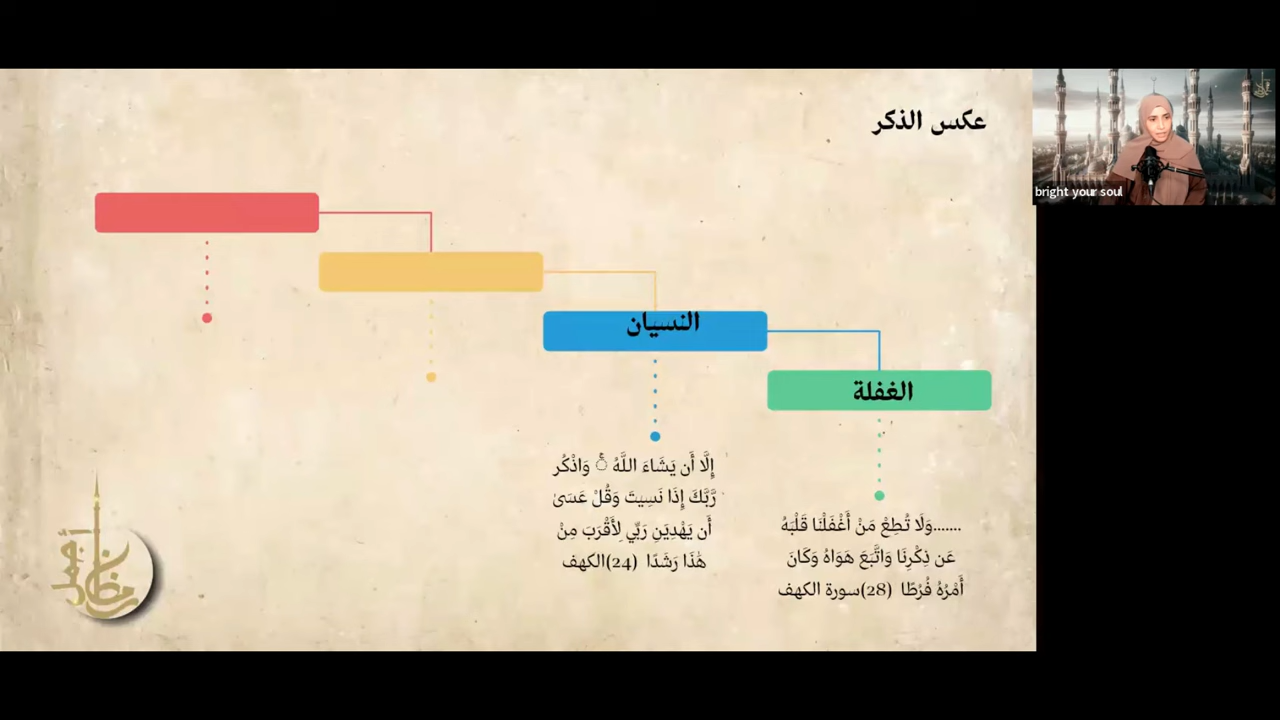 عكس الذكر
bright your soul
النسيان
الغفلة
إِلَّا أَن يَشَاءَ اللَّهُ ۚ وَاذْكُر
رَّبَّكَ إِذَا نَسِيتَ وَقُلْ عَسَىٰ
أَن يَهْدِيَنِ رَبِّي لِأَقْرَبَ مِنْ
هَٰذَا رَشَدًا (24)الكهف
.......وَلَا تُطِعْ مَنْ أَغْفَلْنَا قَلْبَهُ
عَن ذِكْرِنَا وَاتَّبَعَ هَوَاهُ وَكَانَ
أَمْرُهُ فُرُطًا (28)سورة الكهف